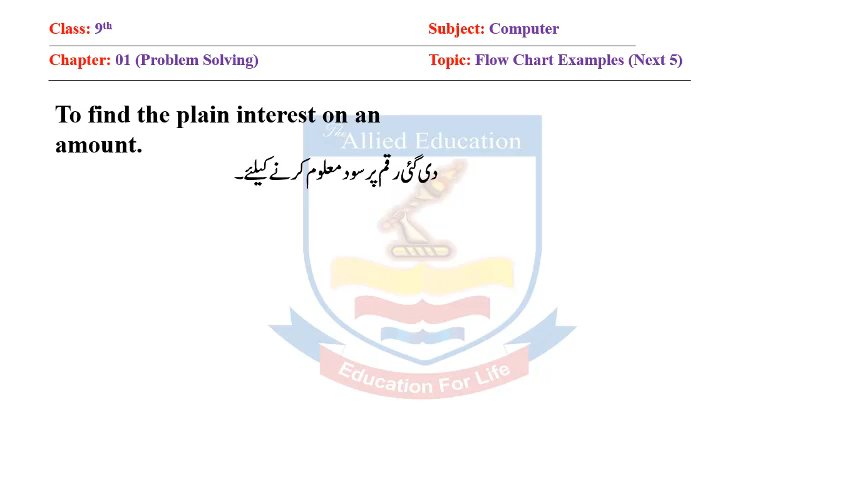 Class: 9th
Subject: Computer
Chapter: 01 (Problem Solving)
Topic: Flow Chart Examples (Next 5)
To find the plain interest on an
amount.
دی گئی رقم پر سود معلوم کرنے کیلئے۔
The Allied Education
Education For Life